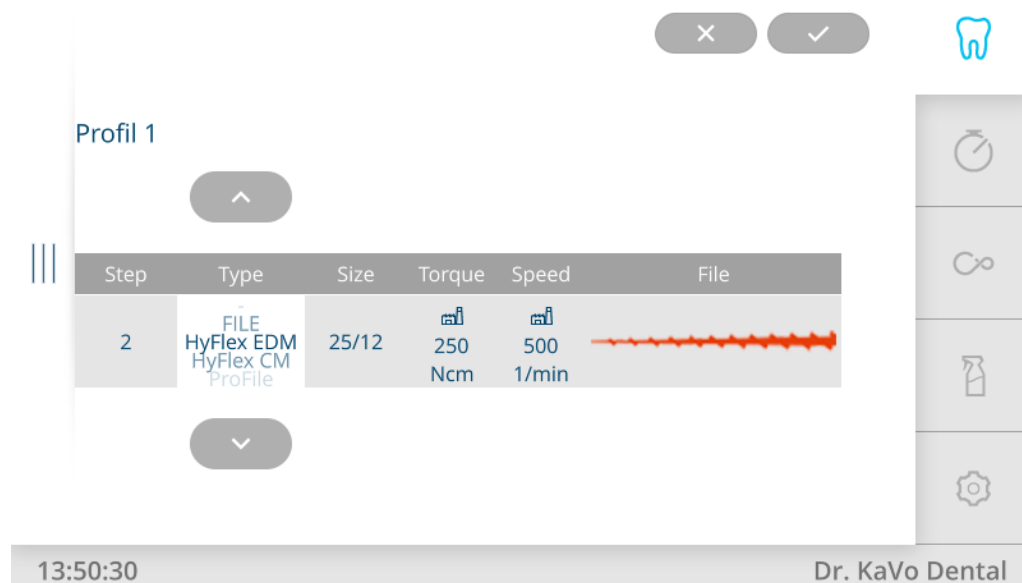 Profil 1
Step Type Size Torque Speed File
-
FILE
HyFlex EDM
HyFlex CM
ProFile
2
25/12
250
Ncm
500
1/min
13:50:30
Dr. KaVo Dental